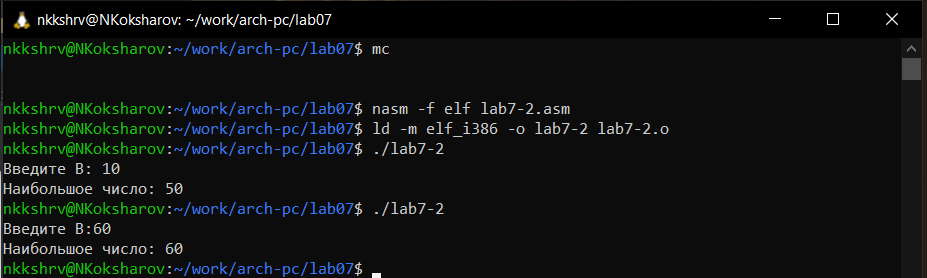 nkkshrv@NKoksharov: ~/work/arch-pc/lab07
nkkshrv@NKoksharov:~/work/arch-pc/lab07$ mc
nkkshrv@NKoksharov:~/work/arch-pc/lab07$ nasm -f elf lab7-2.asm
nkkshrv@NKoksharov:~/work/arch-pc/lab07$ ld -m elf_i386 -o lab7-2 lab7-2.o
nkkshrv@NKoksharov:~/work/arch-pc/lab07$ ./lab7-2
Введите В: 10
Наибольшее число: 50
nkkshrv@NKoksharov:~/work/arch-pc/lab07$ ./lab7-2
Введите В:60
Наибольшее число: 60
nkkshrv@NKoksharov:~/work/arch-pc/lab07$